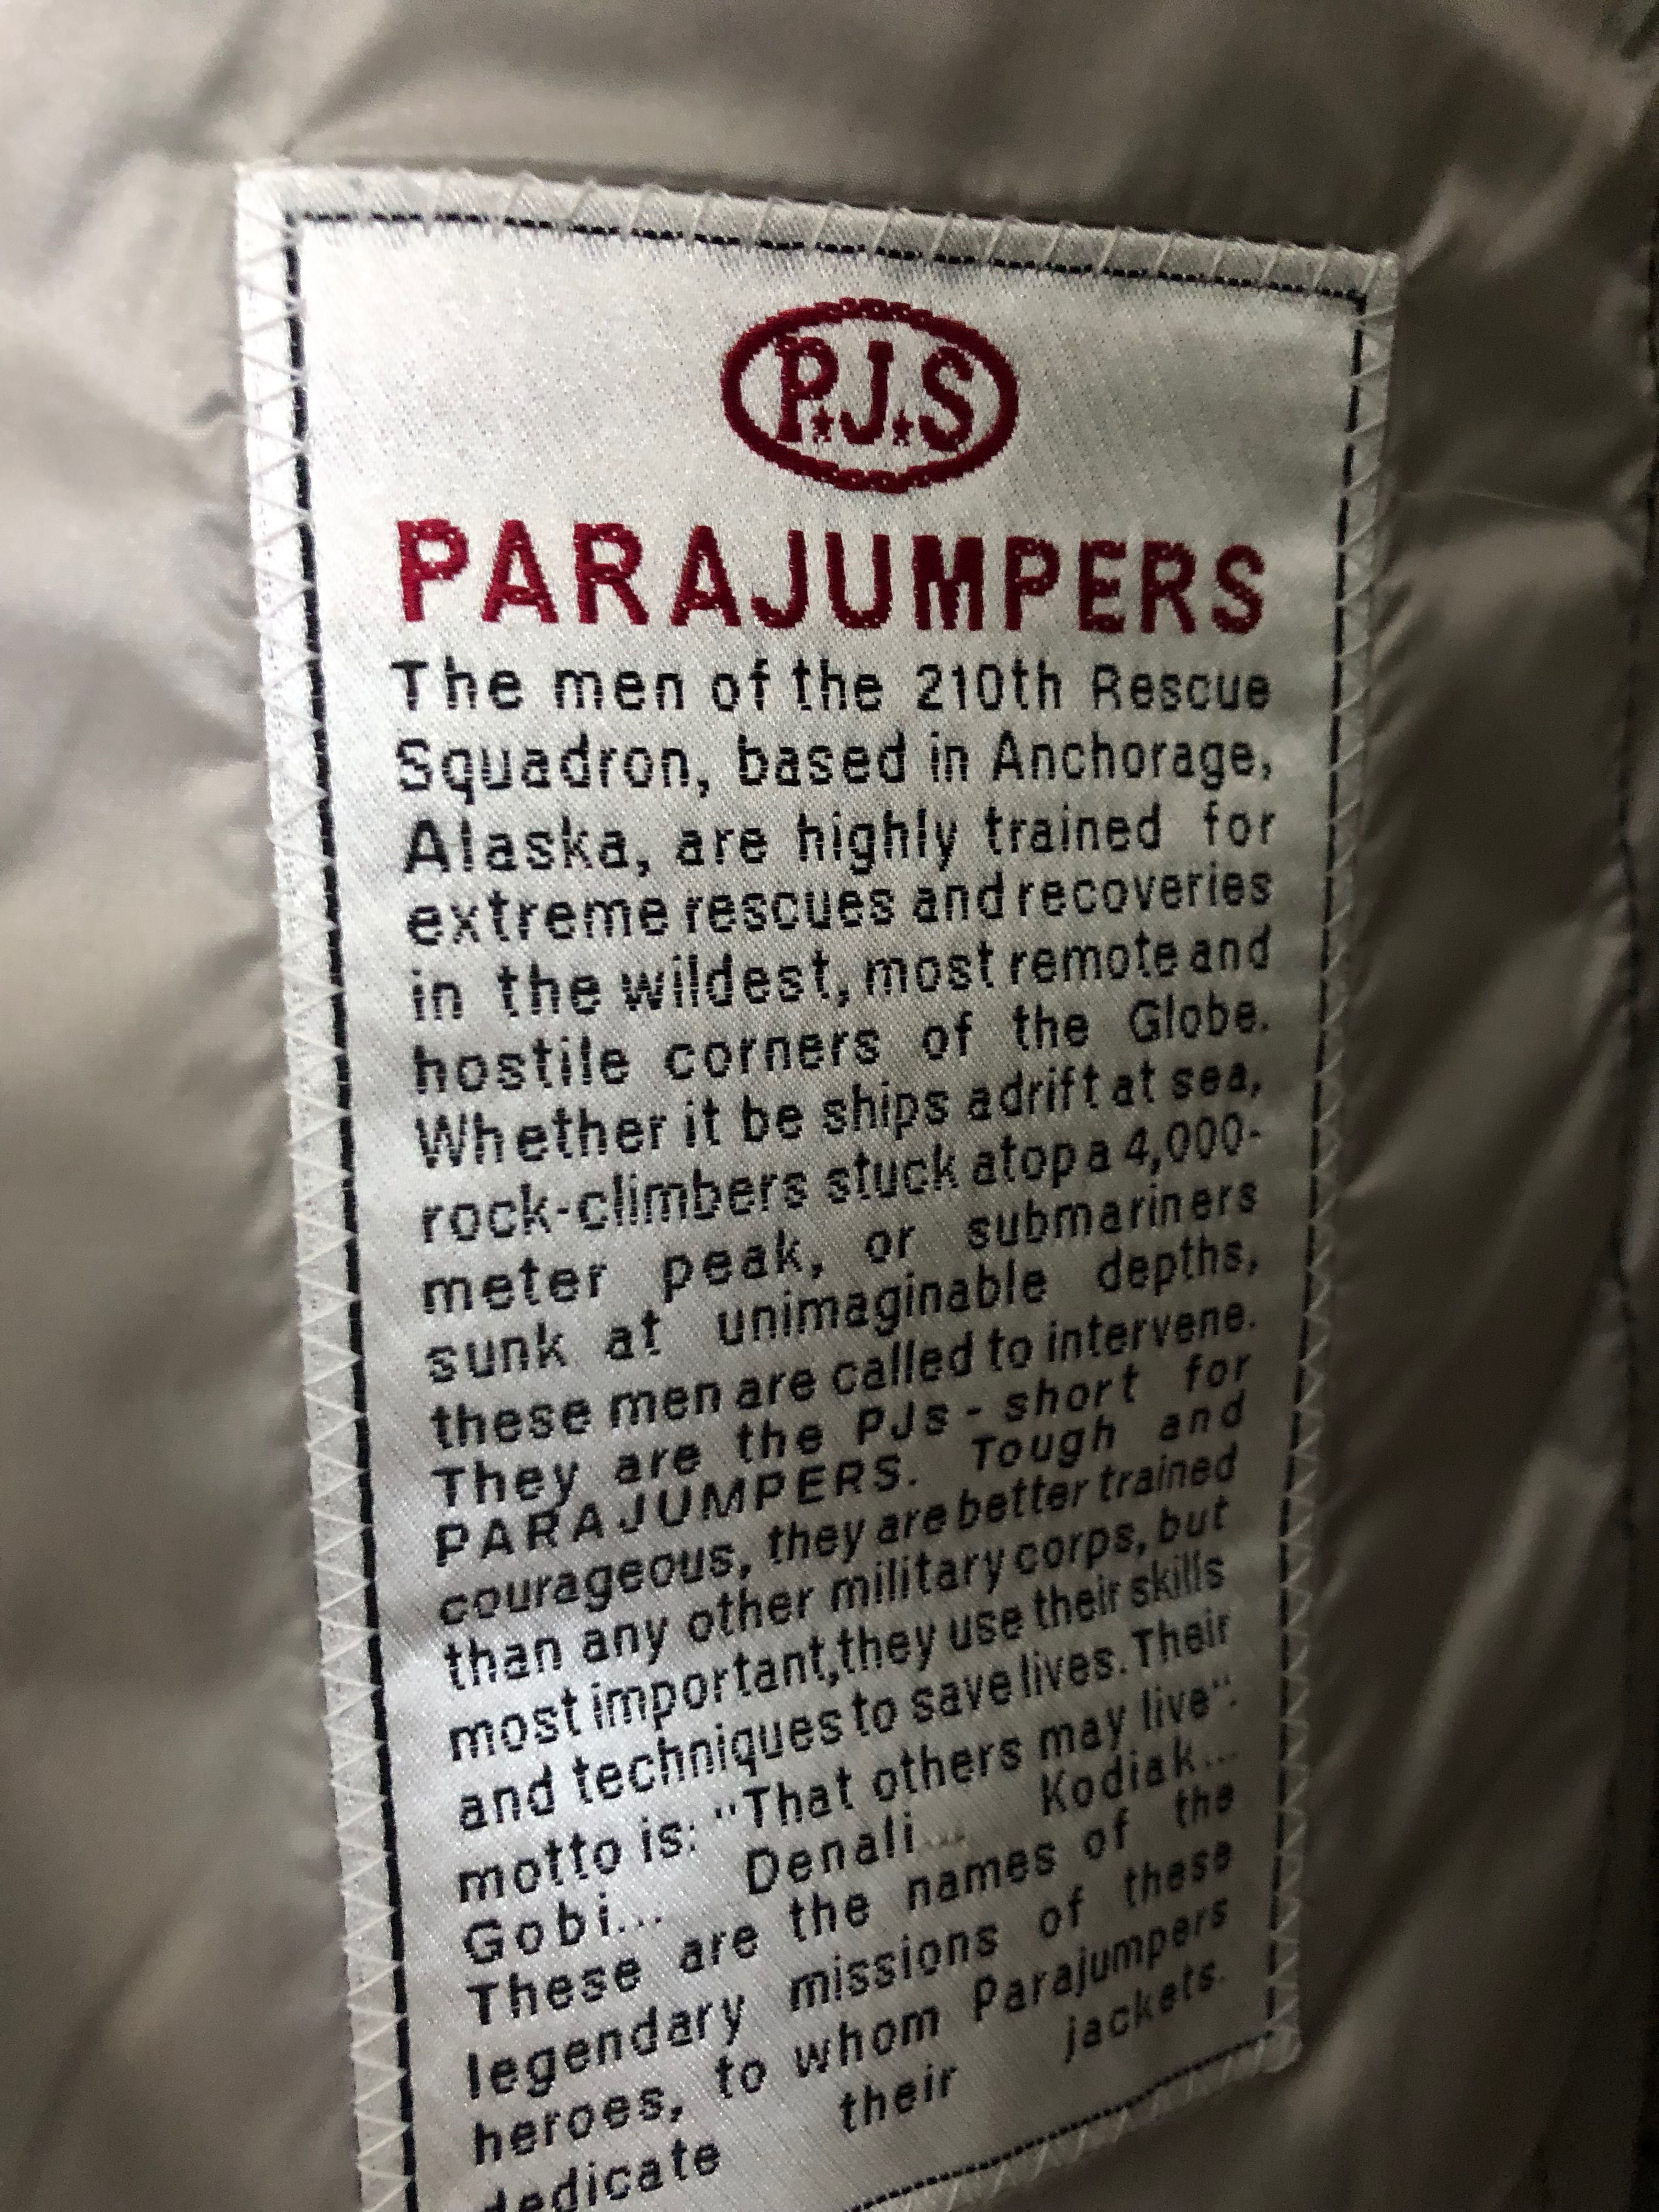 P.J.S
PARAJUMPERS
The men of the 210th Rescue
Squadron, based in Anchorage,
Alaska, are highly trained for
extreme rescues and recoveries
in the wildest, most remote and
hostile corners of the Globe.
Whether it be ships adrift at sea,
rock-climbers stuck atop a 4,000-
meter peak, or submariners
sunk at unimaginable depths,
these men are called to intervene.
They are the PJs - short for
PARAJUMPERS. Tough and
courageous, they are better trained
than any other military corps, but
most important, they use their skills
and techniques to save lives. Their
motto is: "That others may live".
Gobi... Denali... Kodiak...
These are the names of the
legendary missions of these
heroes, to whom Parajumpers
dedicate their jackets.